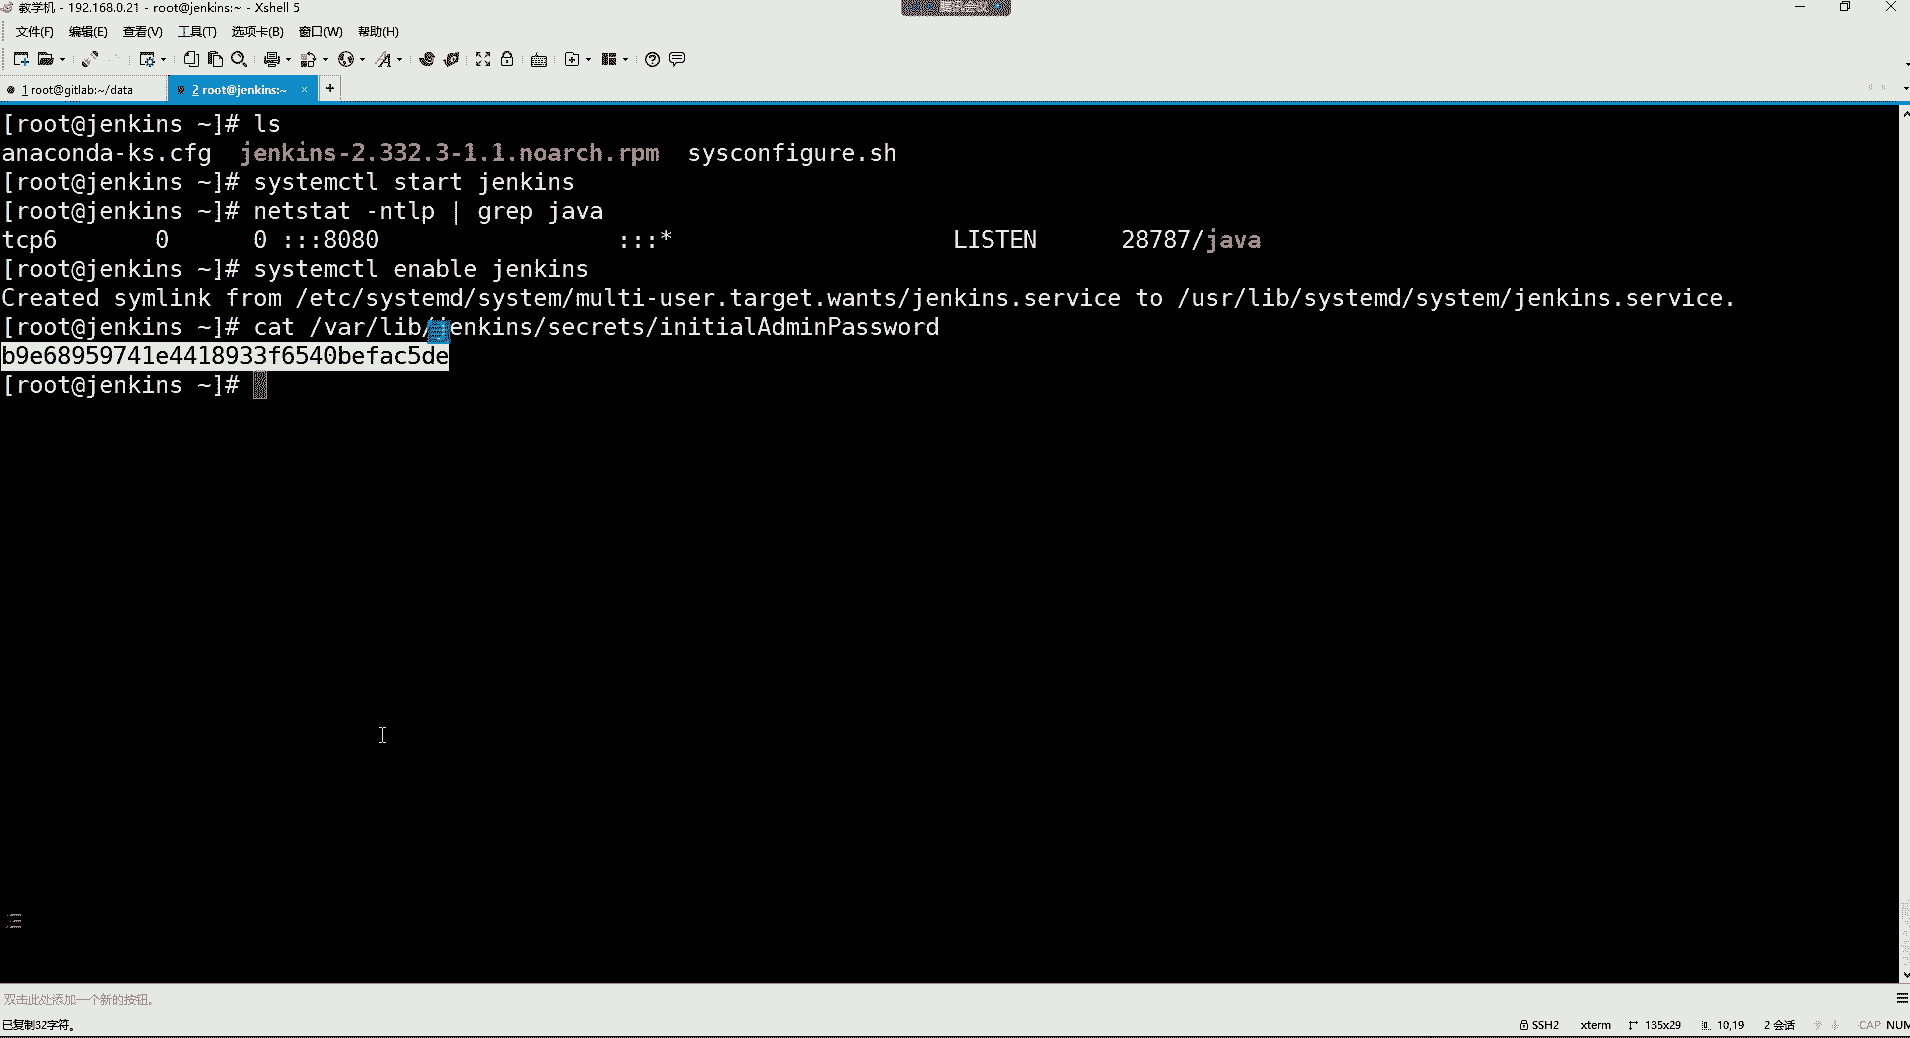 教学机 - 192.168.0.21 - root@jenkins:~ - Xshell 5
腾讯会议
文件(F) 编辑(E) 查看(V) 工具(T) 选项卡(B) 窗口(W) 帮助(H)
1 root@gitlab:~/data 2 root@jenkins:~ × +
[root@jenkins ~]# ls
anaconda-ks.cfg jenkins-2.332.3-1.1.noarch.rpm sysconfigure.sh
[root@jenkins ~]# systemctl start jenkins
[root@jenkins ~]# netstat -ntlp | grep java
tcp6 0 0 :::8080 :::* LISTEN 28787/java
[root@jenkins ~]# systemctl enable jenkins
Created symlink from /etc/systemd/system/multi-user.target.wants/jenkins.service to /usr/lib/systemd/system/jenkins.service.
[root@jenkins ~]# cat /var/lib/jenkins/secrets/initialAdminPassword
b9e68959741e4418933f6540befac5de
[root@jenkins ~]#
双击此处添加一个新的按钮。
已复制32字符。 SSH2 xterm 135x29 10,19 2 会话 CAP NUM